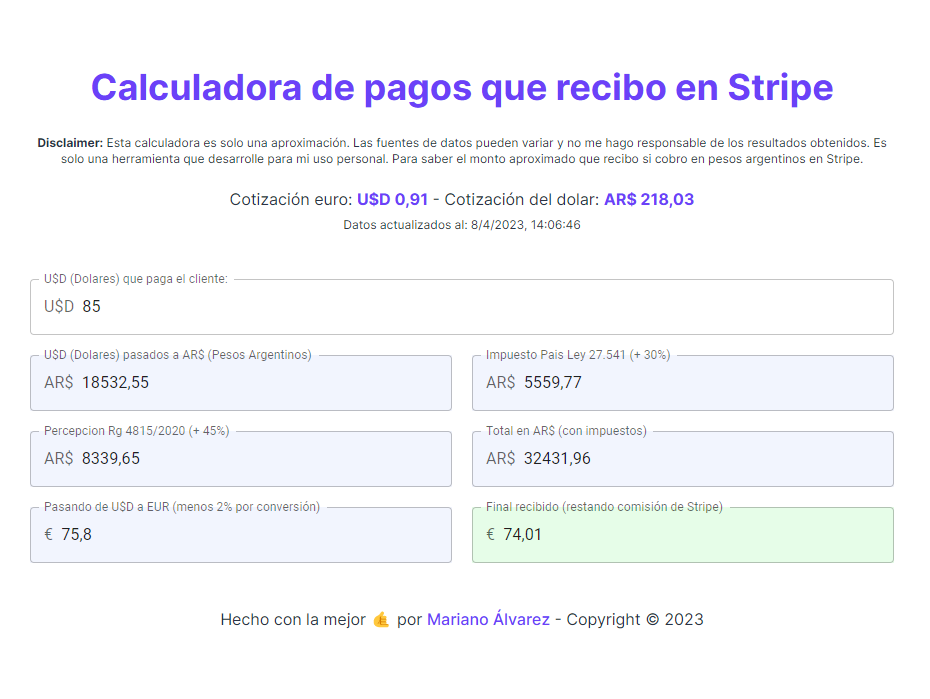 Calculadora de pagos que recibo en Stripe
Disclaimer: Esta calculadora es solo una aproximación. Las fuentes de datos pueden variar y no me hago responsable de los resultados obtenidos. Es
solo una herramienta que desarrolle para mi uso personal. Para saber el monto aproximado que recibo si cobro en pesos argentinos en Stripe.
Cotización euro: U$D 0,91 - Cotización del dolar: AR$ 218,03
Datos actualizados al: 8/4/2023, 14:06:46
U$D (Dolares) que paga el cliente:
U$D 85
U$D (Dolares) pasados a AR$ (Pesos Argentinos)
AR$ 18532,55
Impuesto Pais Ley 27.541 (+ 30%)
AR$ 5559,77
Percepcion Rg 4815/2020 (+ 45%)
AR$ 8339,65
Total en AR$ (con impuestos)
AR$ 32431,96
Pasando de U$D a EUR (menos 2% por conversión)
€ 75,8
Final recibido (restando comisión de Stripe)
€ 74,01
Hecho con la mejor 🤙 por Mariano Álvarez - Copyright © 2023